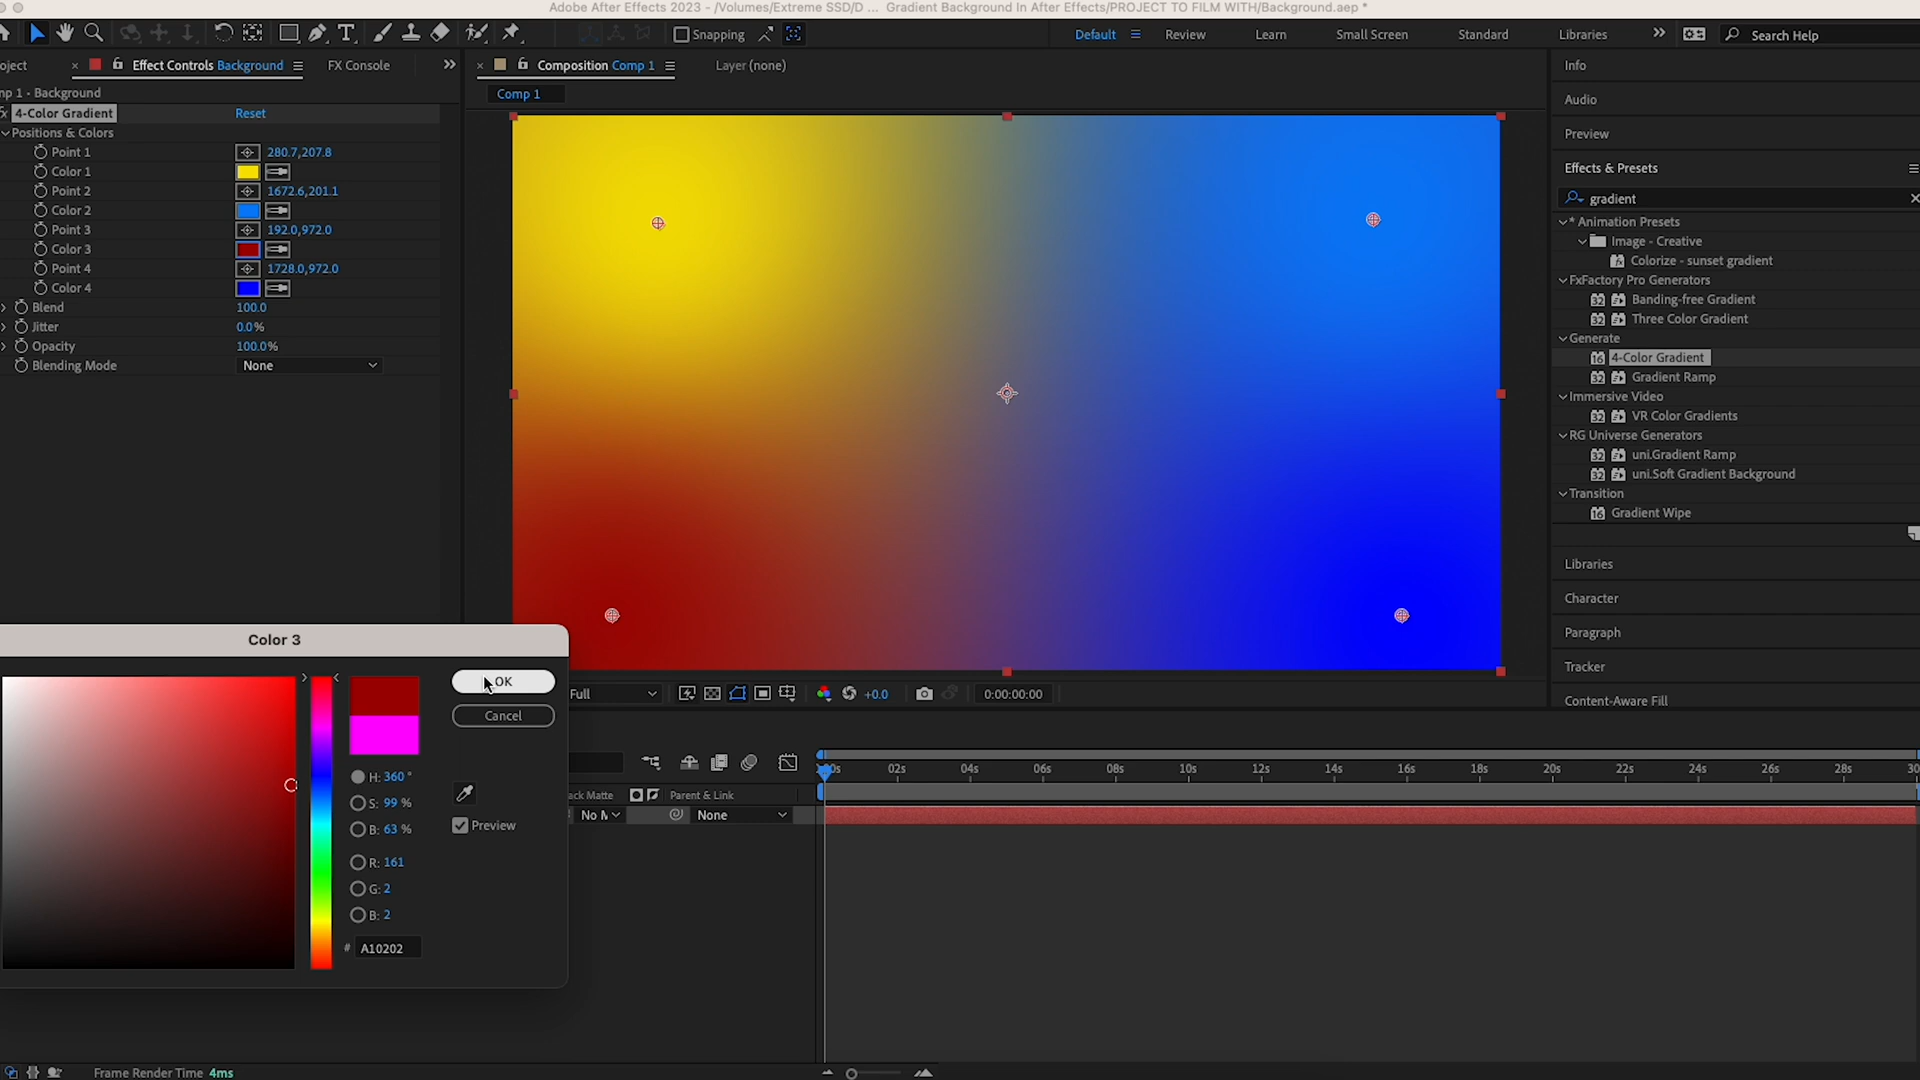 Adobe After Effects 2023 - /Volumes/Extreme SSD/D ... Gradient Background In After Effects/PROJECT TO FILM WITH/Background.aep *
Snapping
Default
Review
Learn
Small Screen
Standard
Libraries
Search Help
oject
Effect Controls Background
FX Console
Composition Comp 1
Layer (none)
Info
mp 1 - Background
Comp 1
Audio
4-Color Gradient
Reset
Positions & Colors
Preview
Point 1
280.7,207.8
Color 1
Effects & Presets
Point 2
1672.6,201.1
gradient
Color 2
* Animation Presets
Point 3
192.0,972.0
Image - Creative
Color 3
Colorize - sunset gradient
Point 4
1728.0,972.0
FxFactory Pro Generators
Color 4
Banding-free Gradient
Blend
100.0
Three Color Gradient
Jitter
0.0%
Generate
Opacity
100.0%
4-Color Gradient
Blending Mode
None
Gradient Ramp
Immersive Video
VR Color Gradients
RG Universe Generators
uni.Gradient Ramp
uni.Soft Gradient Background
Transition
Gradient Wipe
Libraries
Character
Paragraph
Tracker
Content-Aware Fill
Color 3
OK
Cancel
H: 360 °
S: 99 %
B: 63 %
Preview
R: 161
G: 2
B: 2
# A10202
Full
+0.0
0:00:00:00
02s
04s
06s
08s
10s
12s
14s
16s
18s
20s
22s
24s
26s
28s
30
ack Matte
Parent & Link
No M
None
Frame Render Time 4ms